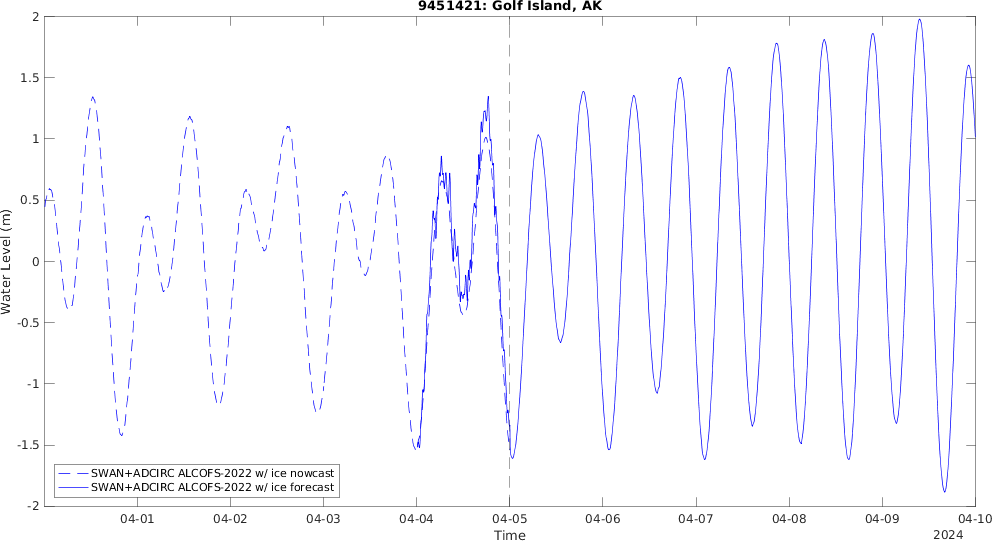 9451421: Golf Island, AK
Water Level (m)
2
1.5
1
0.5
0
-0.5
-1
-1.5
-2
SWAN+ADCIRC ALCOFS-2022 w/ ice nowcast
SWAN+ADCIRC ALCOFS-2022 w/ ice forecast
04-01 04-02 04-03 04-04 04-05 04-06 04-07 04-08 04-09 04-10
Time
2024